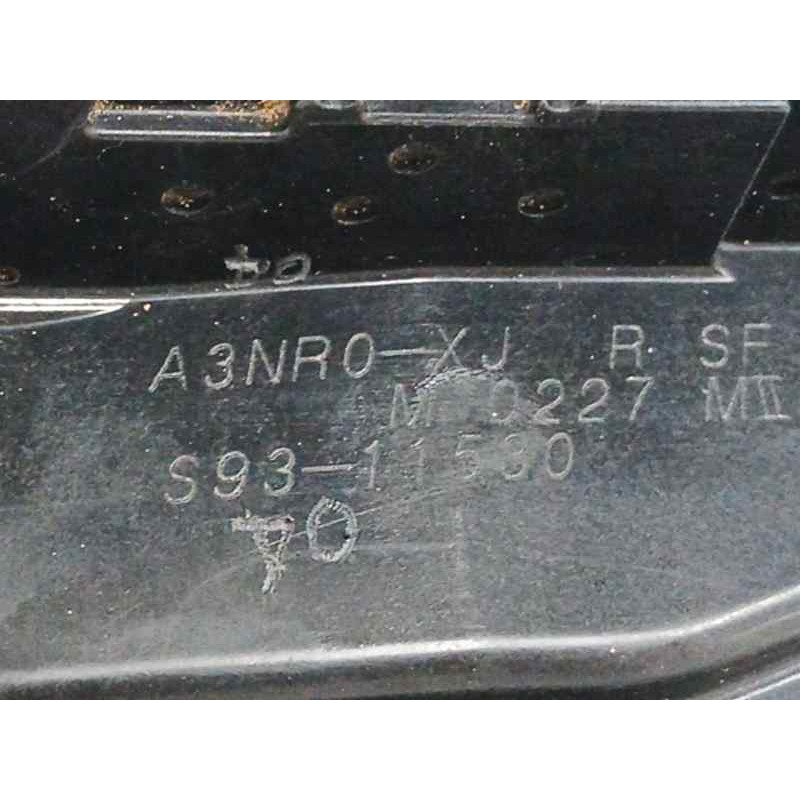 A3NR0-XJ R SF
M 0227 MII
S93-11530